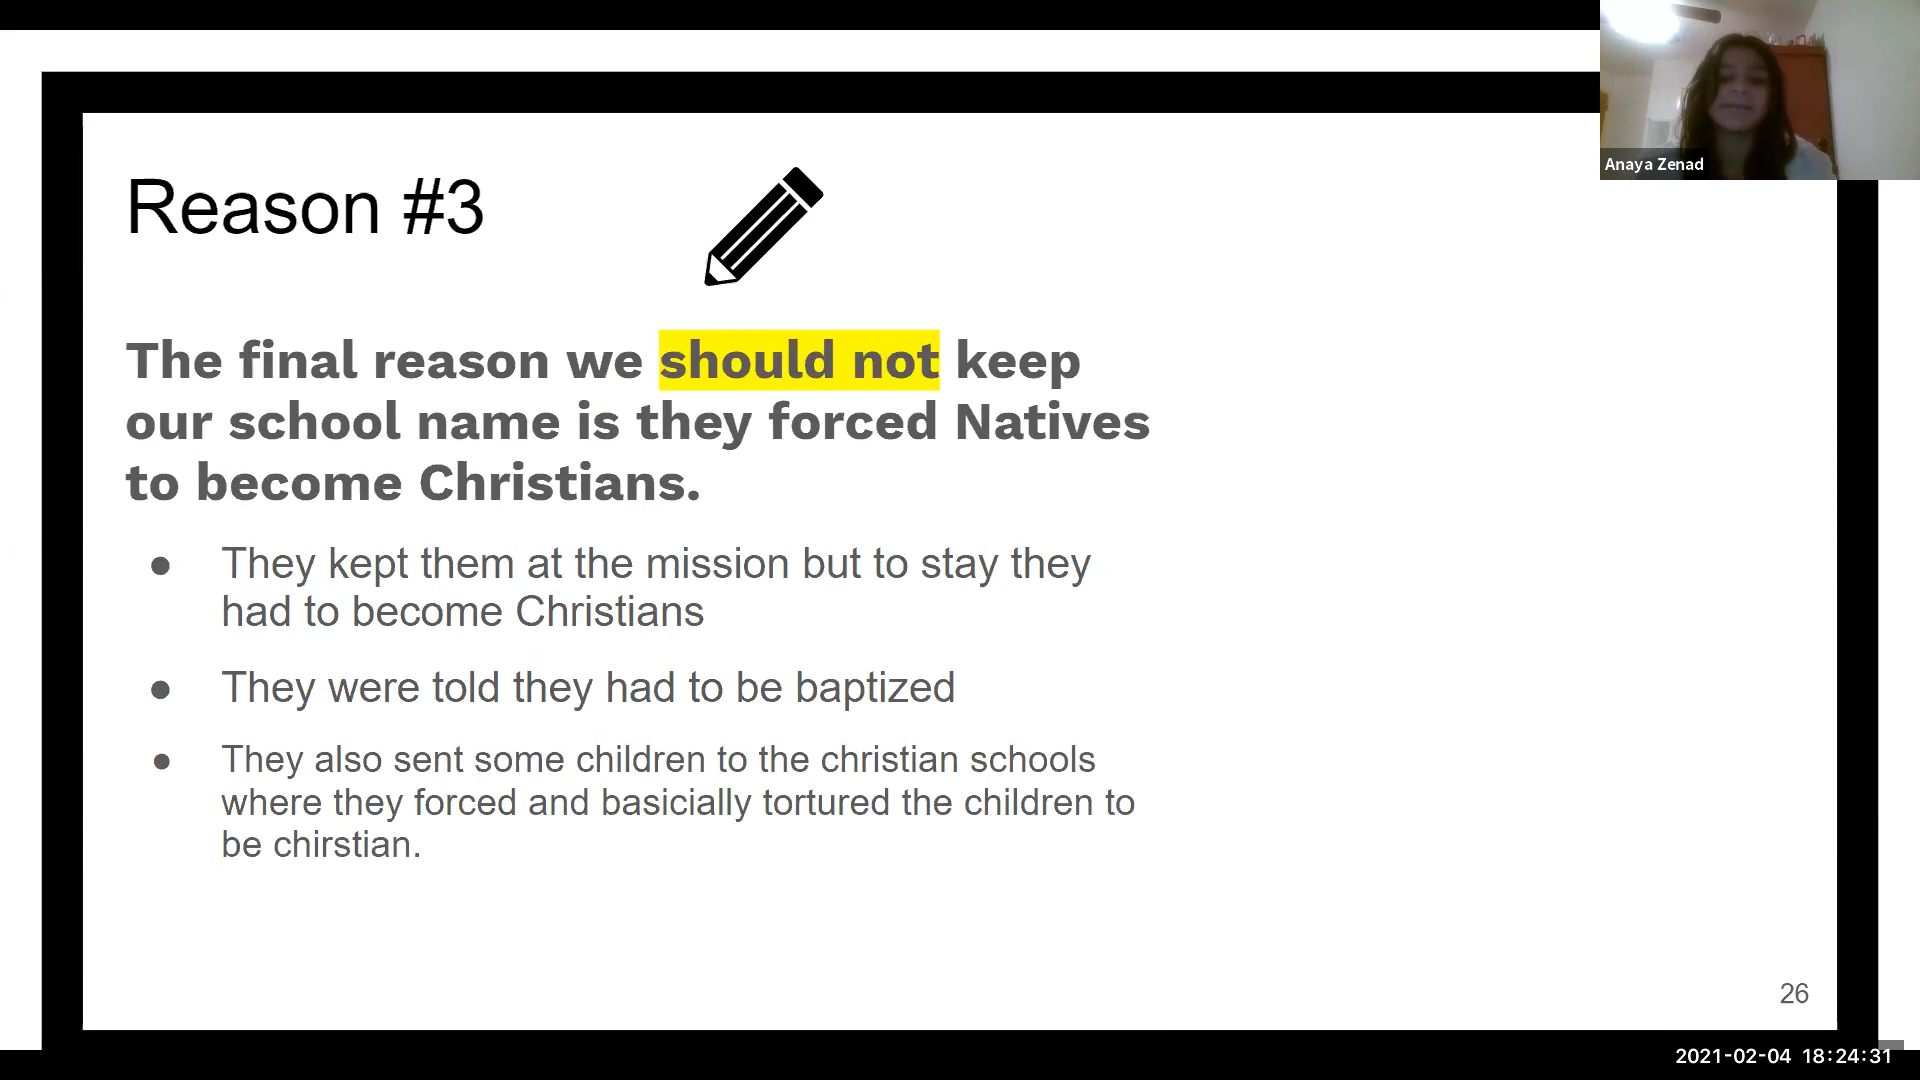 Anaya Zenad
Reason #3
The final reason we should not keep
our school name is they forced Natives
to become Christians.
● They kept them at the mission but to stay they
had to become Christians
● They were told they had to be baptized
● They also sent some children to the christian schools
where they forced and basicially tortured the children to
be chirstian.
26
2021-02-04 18:24:31